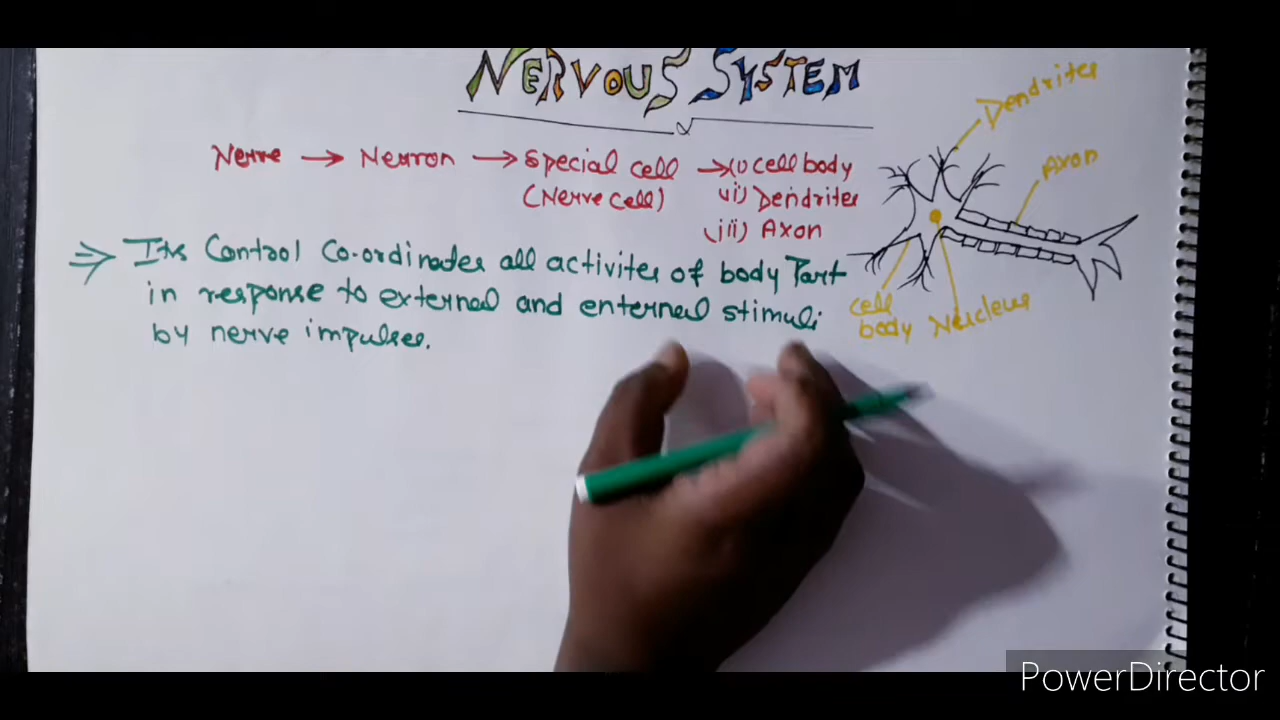 NERVOUS SYSTEM
Nerve → Neuron → Special cell → (i) cell body
(Nerve cell) (ii) Dendrites
(iii) Axon
⇒ Its Control Co-ordinates all activites of body Part
in response to external and enternal stimuli
by nerve impulses.
Dendrites
Axon
cell
body
Nucleus
PowerDirector